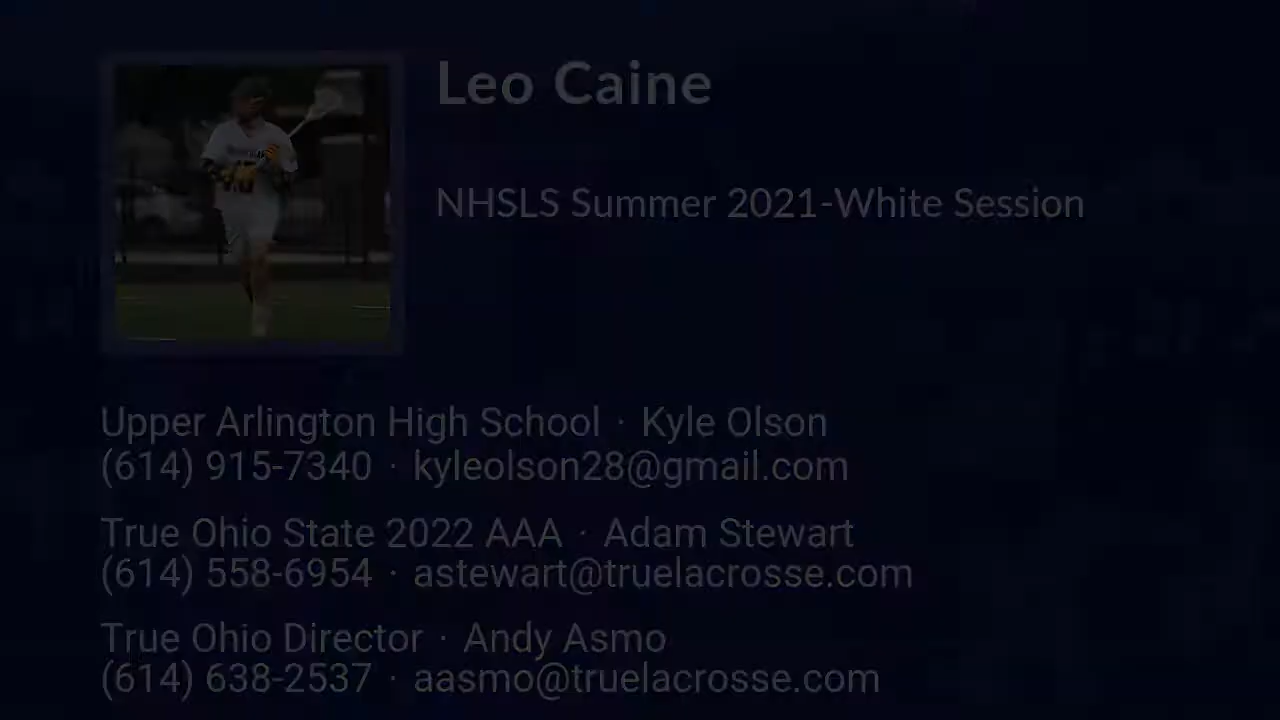 Leo Caine
NHSLS Summer 2021-White Session
Upper Arlington High School · Kyle Olson
(614) 915-7340 · kyleolson28@gmail.com
True Ohio State 2022 AAA · Adam Stewart
(614) 558-6954 · astewart@truelacrosse.com
True Ohio Director · Andy Asmo
(614) 638-2537 · aasmo@truelacrosse.com